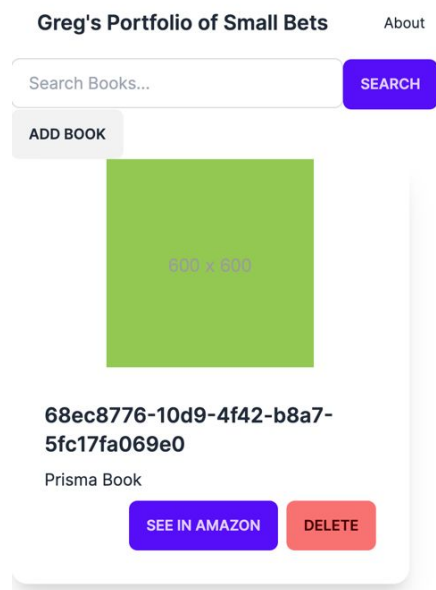 Greg's Portfolio of Small Bets
About
Search Books...
SEARCH
ADD BOOK
600 x 600
68ec8776-10d9-4f42-b8a7-
5fc17fa069e0
Prisma Book
SEE IN AMAZON
DELETE